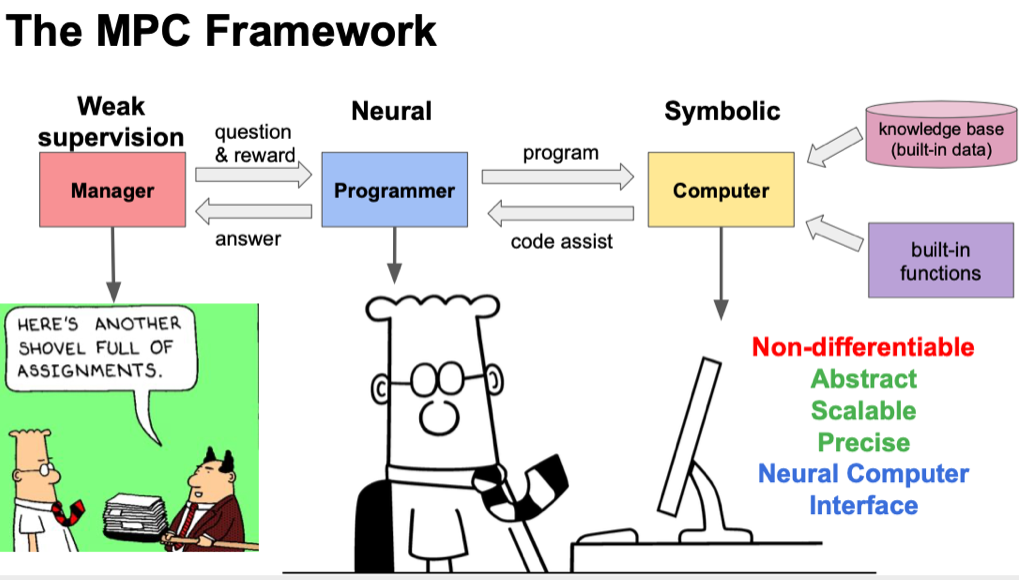 The MPC Framework
Weak
supervision
question
& reward
Neural
program
Symbolic
knowledge base
(built-in data)
Manager
Programmer
Computer
answer
code assist
built-in
functions
HERE'S ANOTHER
SHOVEL FULL OF
ASSIGNMENTS.
Non-differentiable
Abstract
Scalable
Precise
Neural Computer
Interface